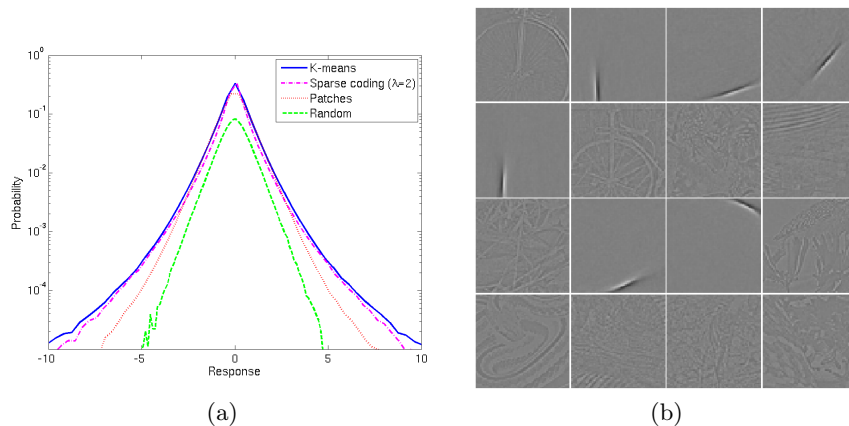 K-means
Sparse coding (λ=2)
Patches
Random
10^0
10^-1
10^-2
10^-3
10^-4
Probability
-10 -5 0 5 10
Response
(a) (b)